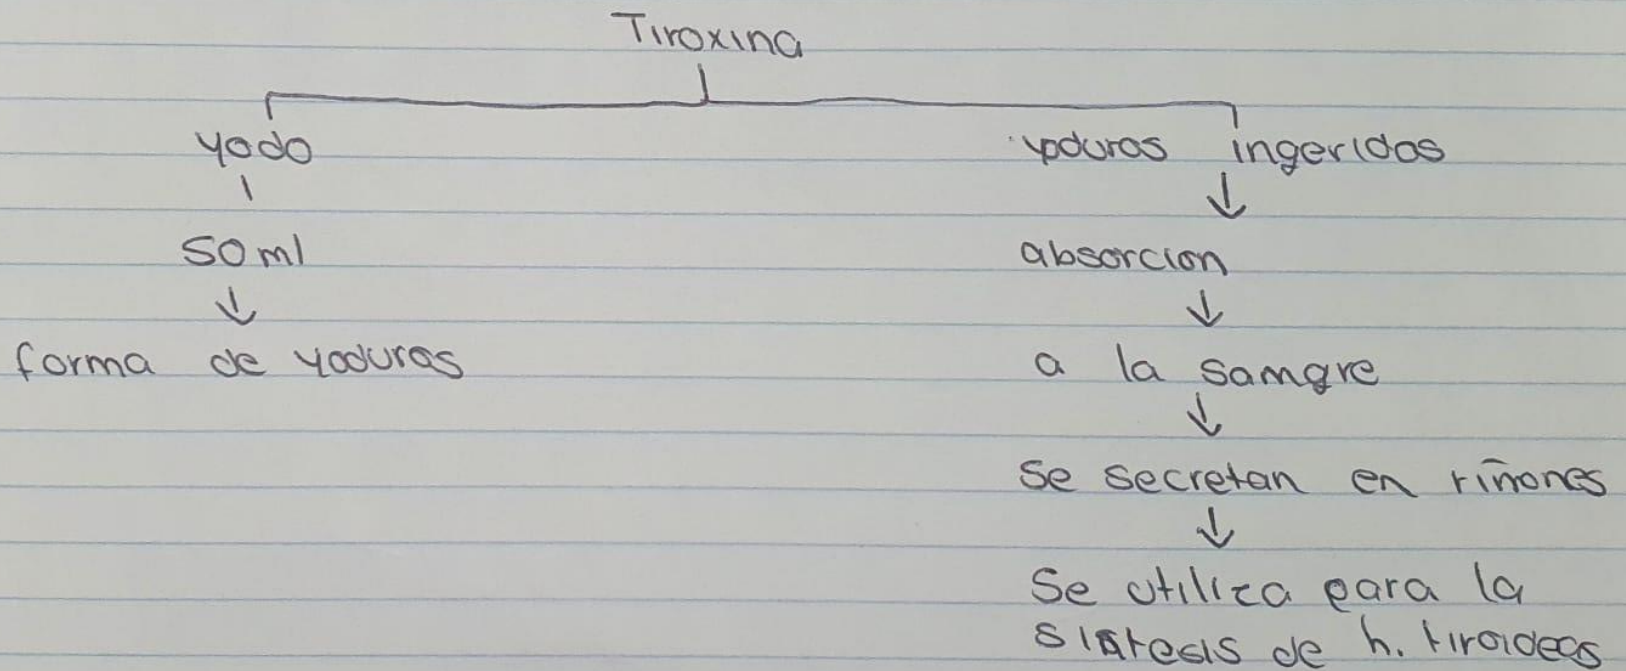 Tiroxina
yodo
yoduros ingeridos
50 ml
absorcion
forma de yoduros
a la samgre
se secretan en riñones
se utiliza para la
sintesis de h. tiroideas